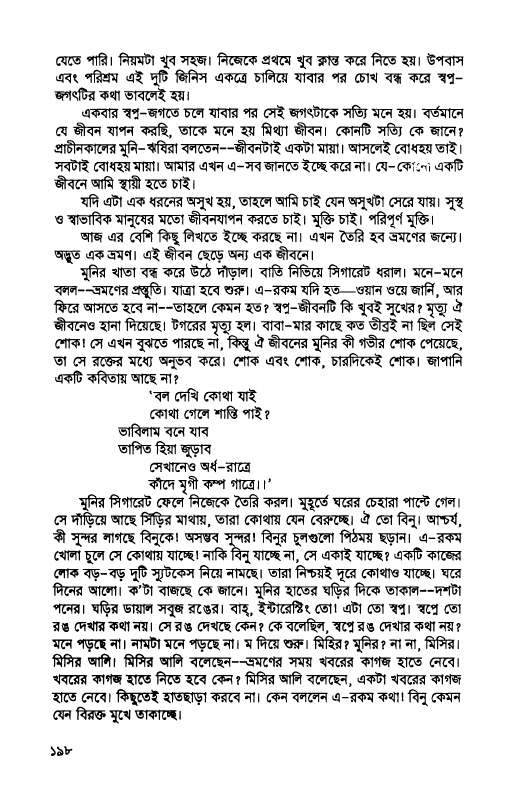 যেতে পারি। নিয়মটা খুব সহজ। নিজেকে প্রথমে খুব ক্লান্ত করে নিতে হয়। উপবাস
এবং পরিশ্রম এই দুটি জিনিস একত্রে চালিয়ে যাবার পর চোখ বন্ধ করে স্বপ্ন-
জগৎটির কথা ভাবলেই হয়।
একবার স্বপ্ন-জগতে চলে যাবার পর সেই জগৎটাকে সত্যি মনে হয়। বর্তমানে
যে জীবন যাপন করছি, তাকে মনে হয় মিথ্যা জীবন। কোনটি সত্যি কে জানে?
প্রাচীনকালের মুনি-ঋষিরা বলতেন--জীবনটাই একটা মায়া। আসলেই বোধহয় তাই।
সবটাই বোধহয় মায়া। আমার এখন এ-সব জানতে ইচ্ছে করে না। যে-কোনো একটি
জীবনে আমি স্থায়ী হতে চাই।
যদি এটা এক ধরনের অসুখ হয়, তাহলে আমি চাই যেন অসুখটা সেরে যায়। সুস্থ
ও স্বাভাবিক মানুষের মতো জীবনযাপন করতে চাই। মুক্তি চাই। পরিপূর্ণ মুক্তি।
আজ এর বেশি কিছু লিখতে ইচ্ছে করছে না। এখন তৈরি হব ভ্রমণের জন্যে।
অদ্ভুত এক ভ্রমণ। এই জীবন ছেড়ে অন্য এক জীবনে।
মুনির খাতা বন্ধ করে উঠে দাঁড়াল। বাতি নিভিয়ে সিগারেট ধরাল। মনে-মনে
বলল--ভ্রমণের প্রস্তুতি। যাত্রা হবে শুরু। এ-রকম যদি হত—ওয়ান ওয়ে জার্নি, আর
ফিরে আসতে হবে না--তাহলে কেমন হত? স্বপ্ন-জীবনটি কি খুবই সুখের? মৃত্যু ঐ
জীবনেও হানা দিয়েছে। টগরের মৃত্যু হল। বাবা-মার কাছে কত তীব্রই না ছিল সেই
শোক। সে এখন বুঝতে পারছে না, কিন্তু ঐ জীবনের মুনির কী গভীর শোক পেয়েছে,
তা সে রক্তের মধ্যে অনুভব করে। শোক এবং শোক, চারদিকেই শোক। জাপানি
একটি কবিতায় আছে না?
‘বল দেখি কোথা যাই
কোথা গেলে শান্তি পাই?
ভাবিলাম বনে যাব
তাপিত হিয়া জুড়াব
সেখানেও অর্ধ-রাত্রে
কাঁদে মৃগী কম্প গাত্রে।।’
মুনির সিগারেট ফেলে নিজেকে তৈরি করল। মুহূর্তে ঘরের চেহারা পাল্টে গেল।
সে দাঁড়িয়ে আছে সিঁড়ির মাথায়, তারা কোথায় যেন বেরুচ্ছে। ঐ তো বিনু। আশ্চর্য,
কী সুন্দর লাগছে বিনুকে! অসম্ভব সুন্দর! বিনুর চুলগুলো পিঠময় ছড়ান। এ-রকম
খোলা চুলে সে কোথায় যাচ্ছে! নাকি বিনু যাচ্ছে না, সে একাই যাচ্ছে? একটি কাজের
লোক বড়-বড় দুটি স্যুটকেস নিয়ে নামছে। তারা নিশ্চয়ই দূরে কোথাও যাচ্ছে। ঘরে
দিনের আলো। ক'টা বাজছে কে জানে। মুনির হাতের ঘড়ির দিকে তাকাল--দশটা
পনের। ঘড়ির ডায়াল সবুজ রঙের। বাহ্‌, ইন্টারেস্টিং তো! এটা তো স্বপ্ন। স্বপ্নে তো
রঙ দেখার কথা নয়। সে রঙ দেখছে কেন? কে বলেছিল, স্বপ্নে রঙ দেখার কথা নয়?
মনে পড়ছে না। নামটা মনে পড়ছে না। ম দিয়ে শুরু। মিহির? মুনির? না না, মিসির।
মিসির আলি। মিসির আলি বলেছেন--ভ্রমণের সময় খবরের কাগজ হাতে নেবে।
খবরের কাগজ হাতে নিতে হবে কেন? মিসির আলি বলেছেন, একটা খবরের কাগজ
হাতে নেবে। কিছুতেই হাতছাড়া করবে না। কেন বললেন এ-রকম কথা! বিনু কেমন
যেন বিরক্ত মুখে তাকাচ্ছে।
১৯৮